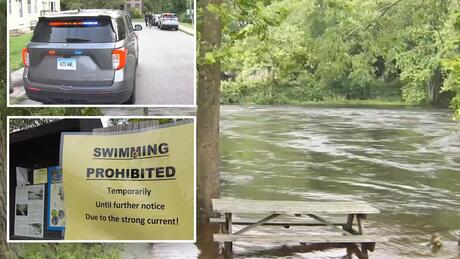 SWIMMING
PROHIBITED
Temporarily
Until further notice
Due to the strong current!